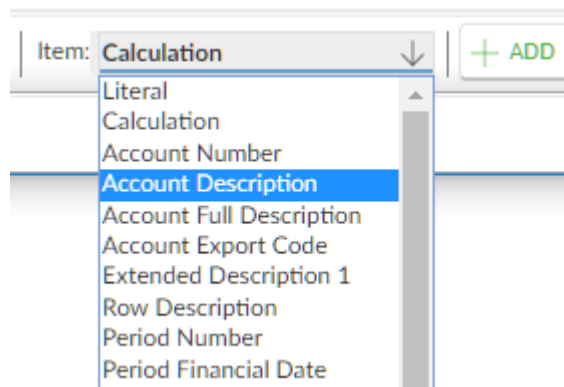 Item: Calculation ADD
Literal
Calculation
Account Number
Account Description
Account Full Description
Account Export Code
Extended Description 1
Row Description
Period Number
Period Financial Date